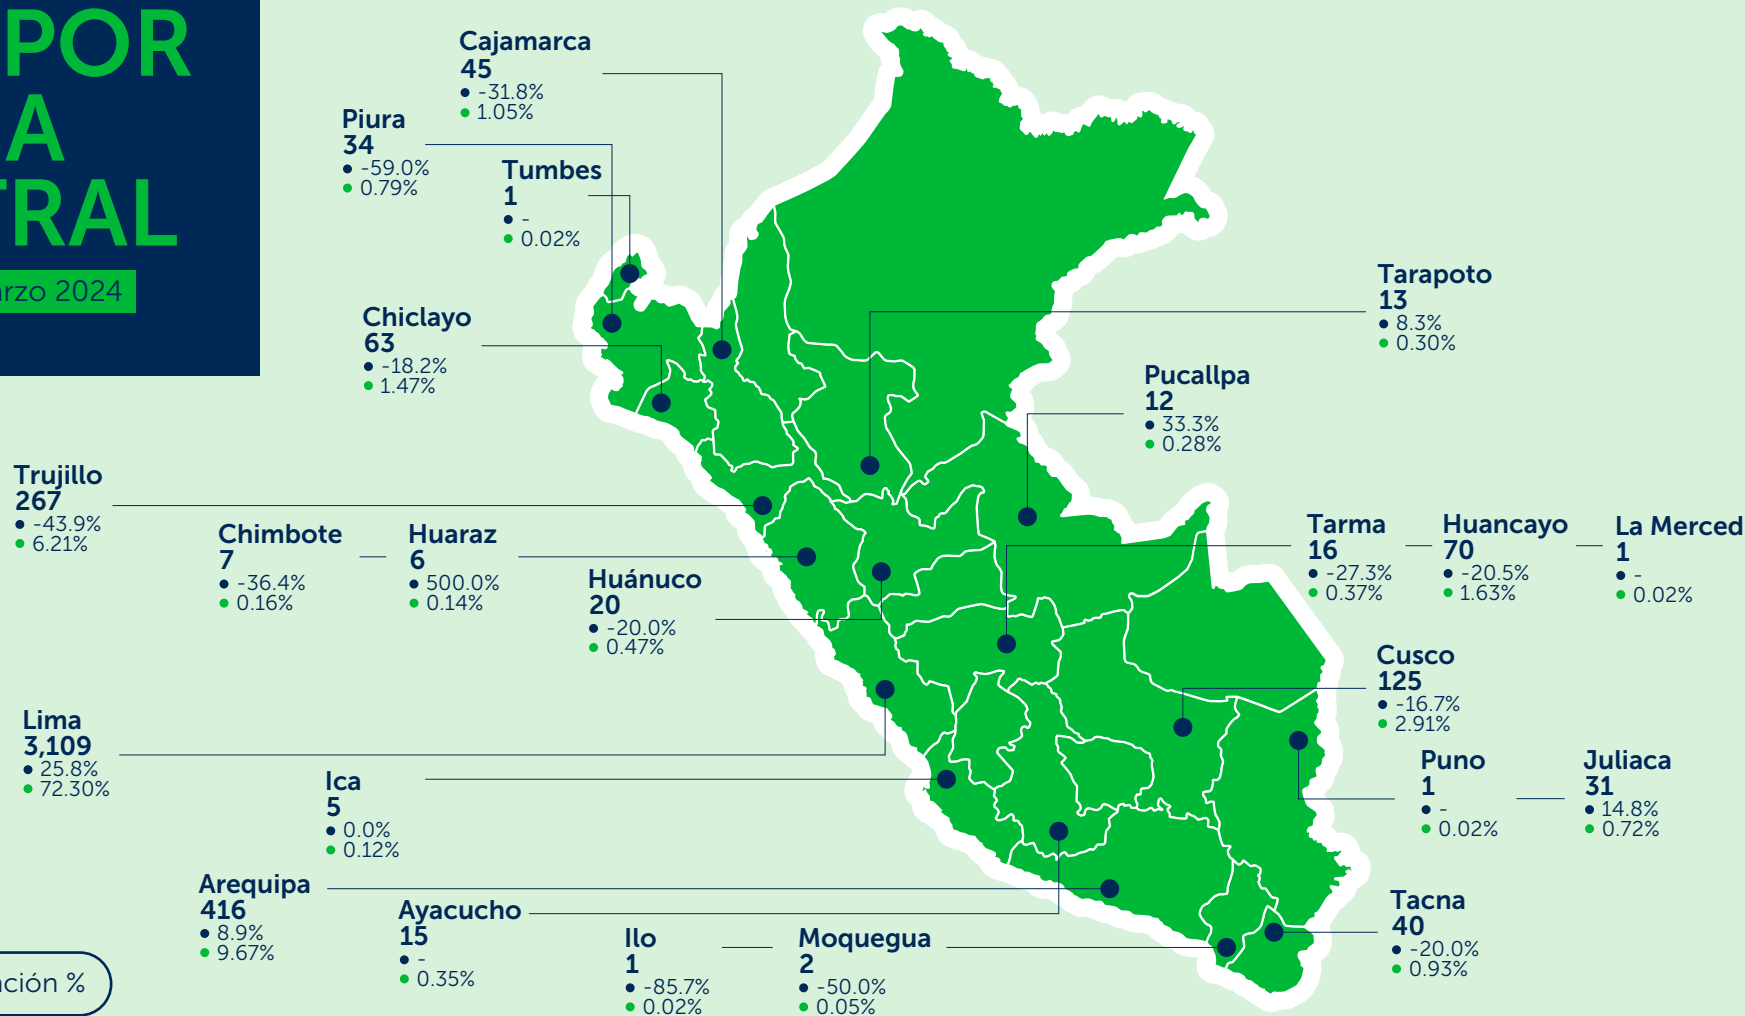 POR
A
TRAL
rzo 2024
Cajamarca
45
-31.8%
1.05%
Piura
34
-59.0%
0.79%
Tumbes
1
-
0.02%
Chiclayo
63
-18.2%
1.47%
Tarapoto
13
8.3%
0.30%
Pucallpa
12
33.3%
0.28%
Trujillo
267
-43.9%
6.21%
Chimbote
7
-36.4%
0.16%
Huaraz
6
500.0%
0.14%
Huánuco
20
-20.0%
0.47%
Tarma
16
-27.3%
0.37%
Huancayo
70
-20.5%
1.63%
La Merced
1
-
0.02%
Cusco
125
-16.7%
2.91%
Lima
3,109
25.8%
72.30%
Puno
1
-
0.02%
Juliaca
31
14.8%
0.72%
Ica
5
0.0%
0.12%
Arequipa
416
8.9%
9.67%
Ayacucho
15
-
0.35%
Ilo
1
-85.7%
0.02%
Moquegua
2
-50.0%
0.05%
Tacna
40
-20.0%
0.93%
ción %